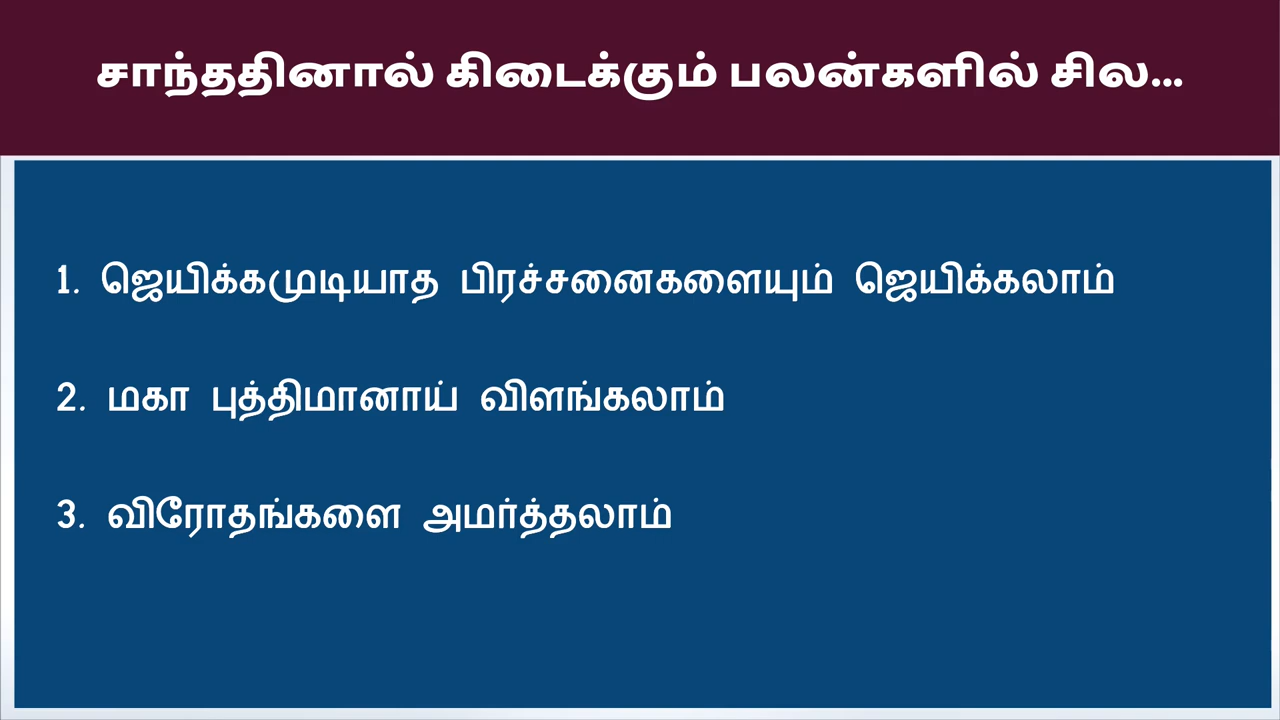 சாந்ததினால் கிடைக்கும் பலன்களில் சில...
1. ஜெயிக்கமுடியாத பிரச்சனைகளையும் ஜெயிக்கலாம்
2. மகா புத்திமானாய் விளங்கலாம்
3. விரோதங்களை அமர்த்தலாம்